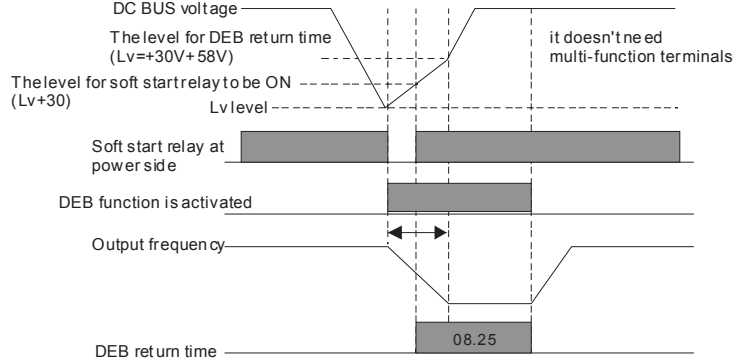 DC BUS voltage
The level for DEB return time
(Lv=+30V+58V)
it doesn't need
multi-function terminals
The level for soft start relay to be ON
(Lv+30)
Lv level
Soft start relay at
power side
DEB function is activated
Output frequency
08.25
DEB return time